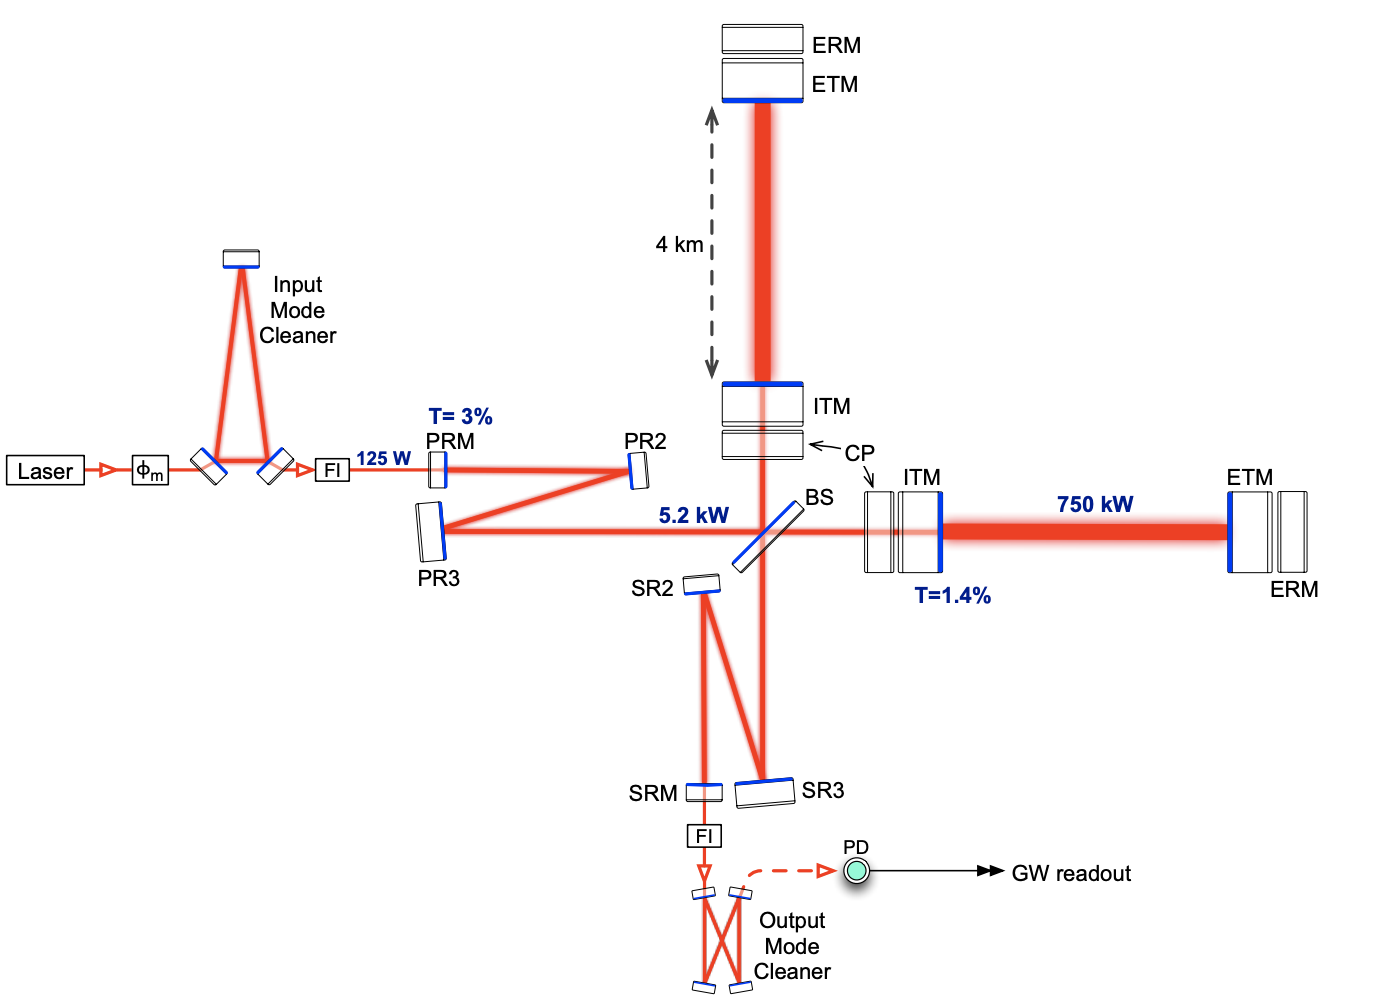 ERM
ETM
4 km
Input
Mode
Cleaner
ITM
T= 3%
PRM
PR2
CP
Laser
ϕm
FI
125 W
ITM
ETM
BS
5.2 kW
750 kW
PR3
SR2
T=1.4%
ERM
SRM
SR3
FI
PD
GW readout
Output
Mode
Cleaner